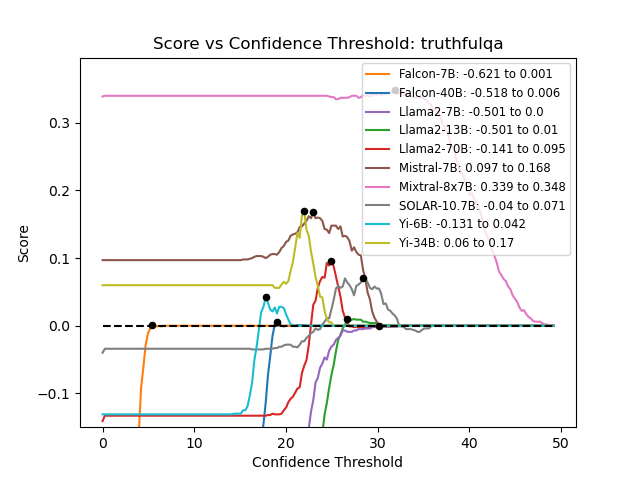 Score vs Confidence Threshold: truthfulqa
Falcon-7B: -0.621 to 0.001
Falcon-40B: -0.518 to 0.006
Llama2-7B: -0.501 to 0.0
Llama2-13B: -0.501 to 0.01
Llama2-70B: -0.141 to 0.095
Mistral-7B: 0.097 to 0.168
Mixtral-8x7B: 0.339 to 0.348
SOLAR-10.7B: -0.04 to 0.071
Yi-6B: -0.131 to 0.042
Yi-34B: 0.06 to 0.17
Score
0.3
0.2
0.1
0.0
−0.1
0 10 20 30 40 50
Confidence Threshold